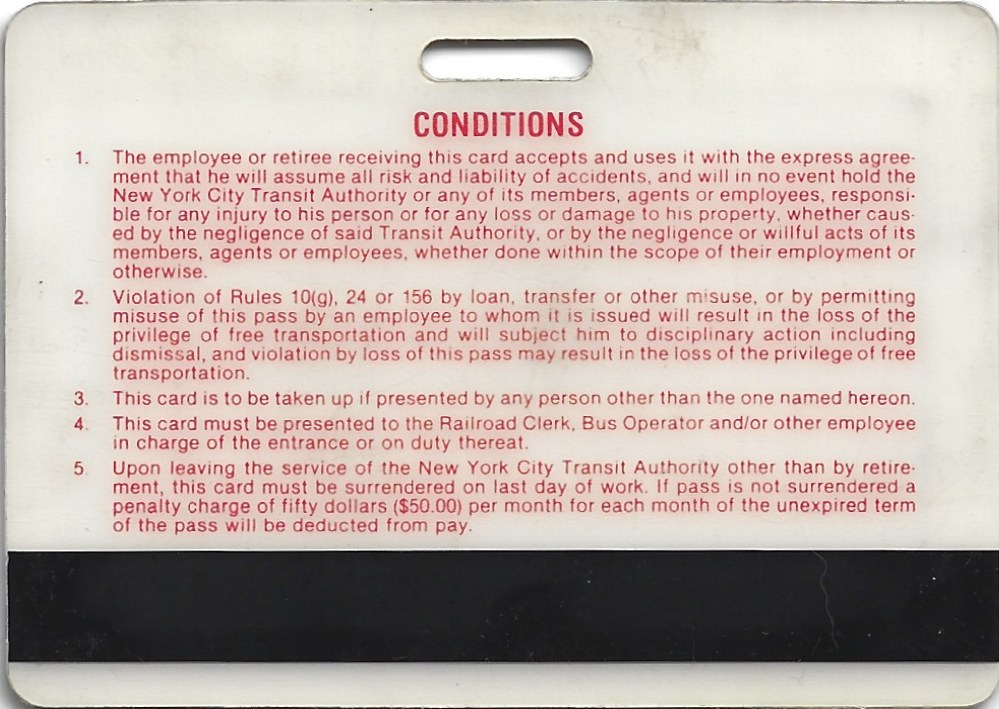 CONDITIONS
1. The employee or retiree receiving this card accepts and uses it with the express agree-
ment that he will assume all risk and liability of accidents, and will in no event hold the
New York City Transit Authority or any of its members, agents or employees, responsi-
ble for any injury to his person or for any loss or damage to his property, whether caus-
ed by the negligence of said Transit Authority, or by the negligence or willful acts of its
members, agents or employees, whether done within the scope of their employment or
otherwise.
2. Violation of Rules 10(g), 24 or 156 by loan, transfer or other misuse, or by permitting
misuse of this pass by an employee to whom it is issued will result in the loss of the
privilege of free transportation and will subject him to disciplinary action including
dismissal, and violation by loss of this pass may result in the loss of the privilege of free
transportation.
3. This card is to be taken up if presented by any person other than the one named hereon.
4. This card must be presented to the Railroad Clerk, Bus Operator and/or other employee
in charge of the entrance or on duty thereat.
5. Upon leaving the service of the New York City Transit Authority other than by retire-
ment, this card must be surrendered on last day of work. If pass is not surrendered a
penalty charge of fifty dollars ($50.00) per month for each month of the unexpired term
of the pass will be deducted from pay.